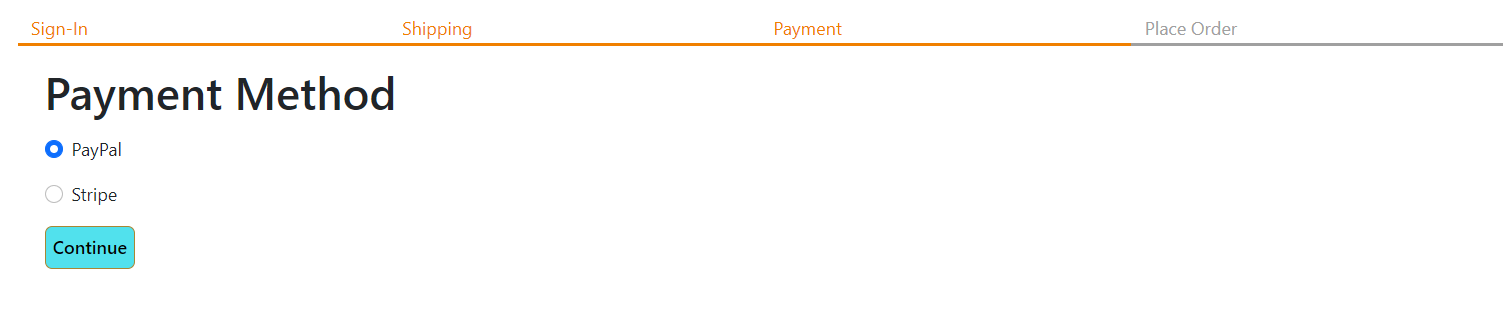 Sign-In Shipping Payment Place Order
Payment Method
PayPal
Stripe
Continue